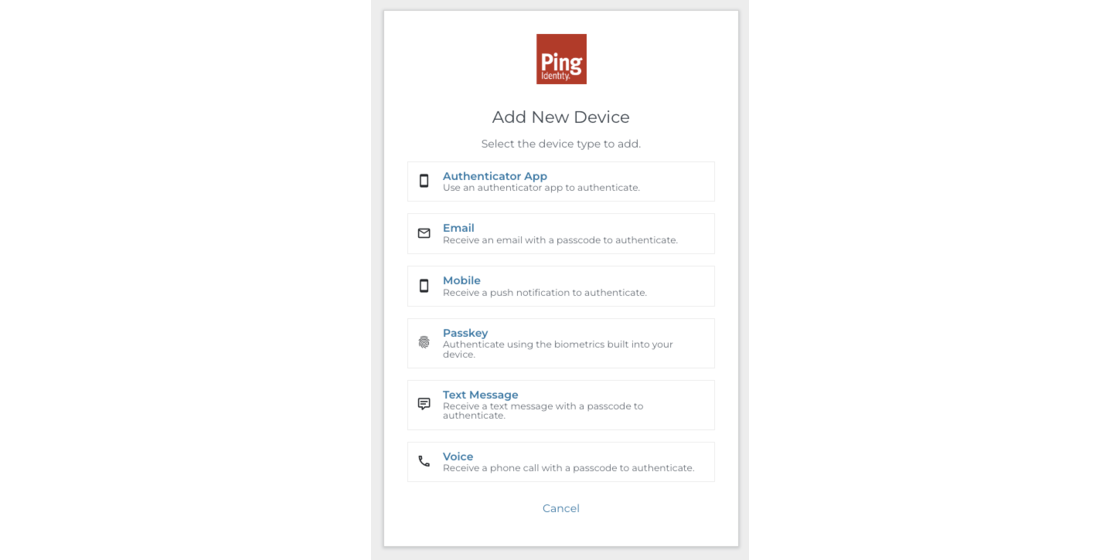 Ping
Identity.
Add New Device
Select the device type to add.
Authenticator App
Use an authenticator app to authenticate.
Email
Receive an email with a passcode to authenticate.
Mobile
Receive a push notification to authenticate.
Passkey
Authenticate using the biometrics built into your
device.
Text Message
Receive a text message with a passcode to
authenticate.
Voice
Receive a phone call with a passcode to authenticate.
Cancel